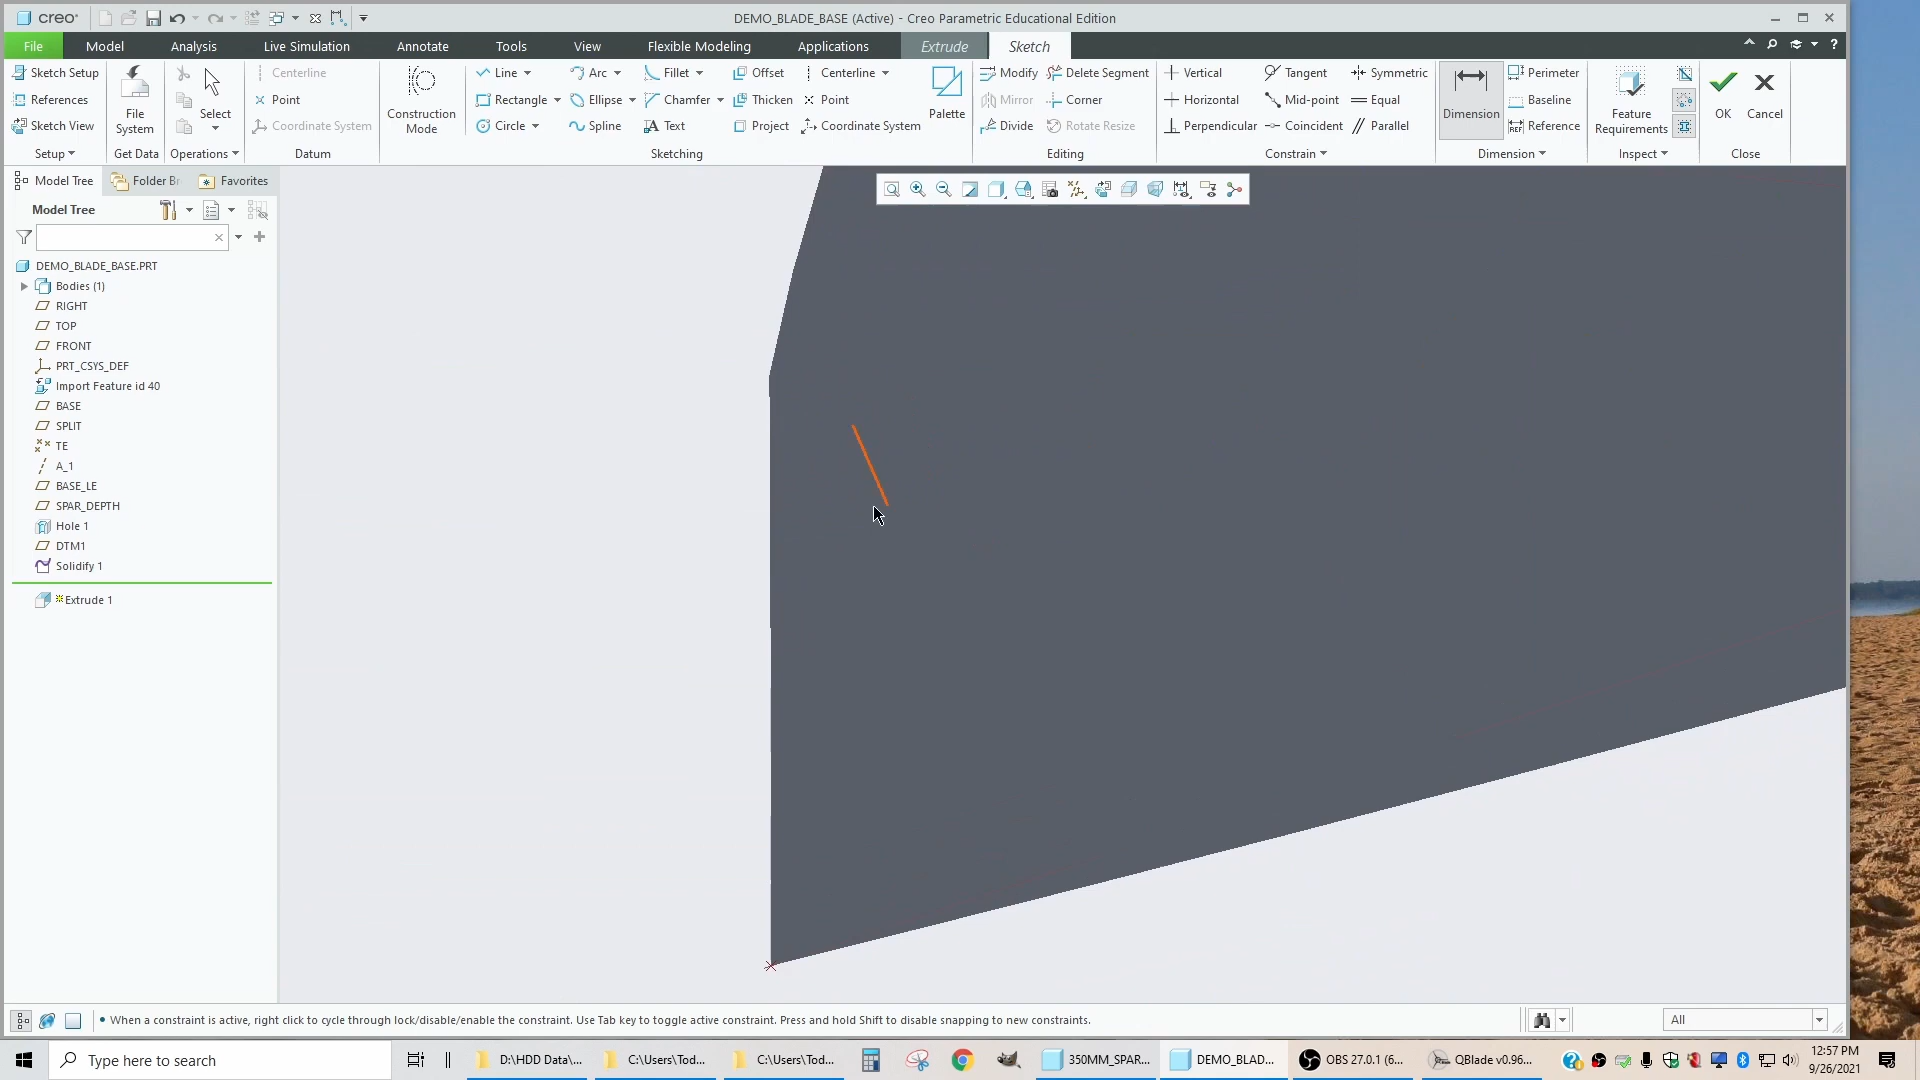 creo
DEMO_BLADE_BASE (Active) - Creo Parametric Educational Edition
File
Model
Analysis
Live Simulation
Annotate
Tools
View
Flexible Modeling
Applications
Extrude
Sketch
Sketch Setup
References
Sketch View
Setup
File System
Get Data
Select
Operations
Centerline
Point
Coordinate System
Datum
Construction Mode
Line
Rectangle
Circle
Arc
Ellipse
Spline
Fillet
Chamfer
Text
Offset
Thicken
Project
Centerline
Point
Coordinate System
Palette
Sketching
Modify
Mirror
Divide
Delete Segment
Corner
Rotate Resize
Editing
Vertical
Horizontal
Perpendicular
Tangent
Mid-point
Coincident
Symmetric
Equal
Parallel
Constrain
Dimension
Perimeter
Baseline
Reference
Dimension
Feature Requirements
Inspect
OK
Cancel
Close
Model Tree
Folder Br
Favorites
Model Tree
DEMO_BLADE_BASE.PRT
Bodies (1)
RIGHT
TOP
FRONT
PRT_CSYS_DEF
Import Feature id 40
BASE
SPLIT
TE
A_1
BASE_LE
SPAR_DEPTH
Hole 1
DTM1
Solidify 1
Extrude 1
• When a constraint is active, right click to cycle through lock/disable/enable the constraint. Use Tab key to toggle active constraint. Press and hold Shift to disable snapping to new constraints.
All
Type here to search
D:\HDD Data\...
C:\Users\Tod...
C:\Users\Tod...
350MM_SPAR...
DEMO_BLAD...
OBS 27.0.1 (6...
QBlade v0.96...
12:57 PM
9/26/2021